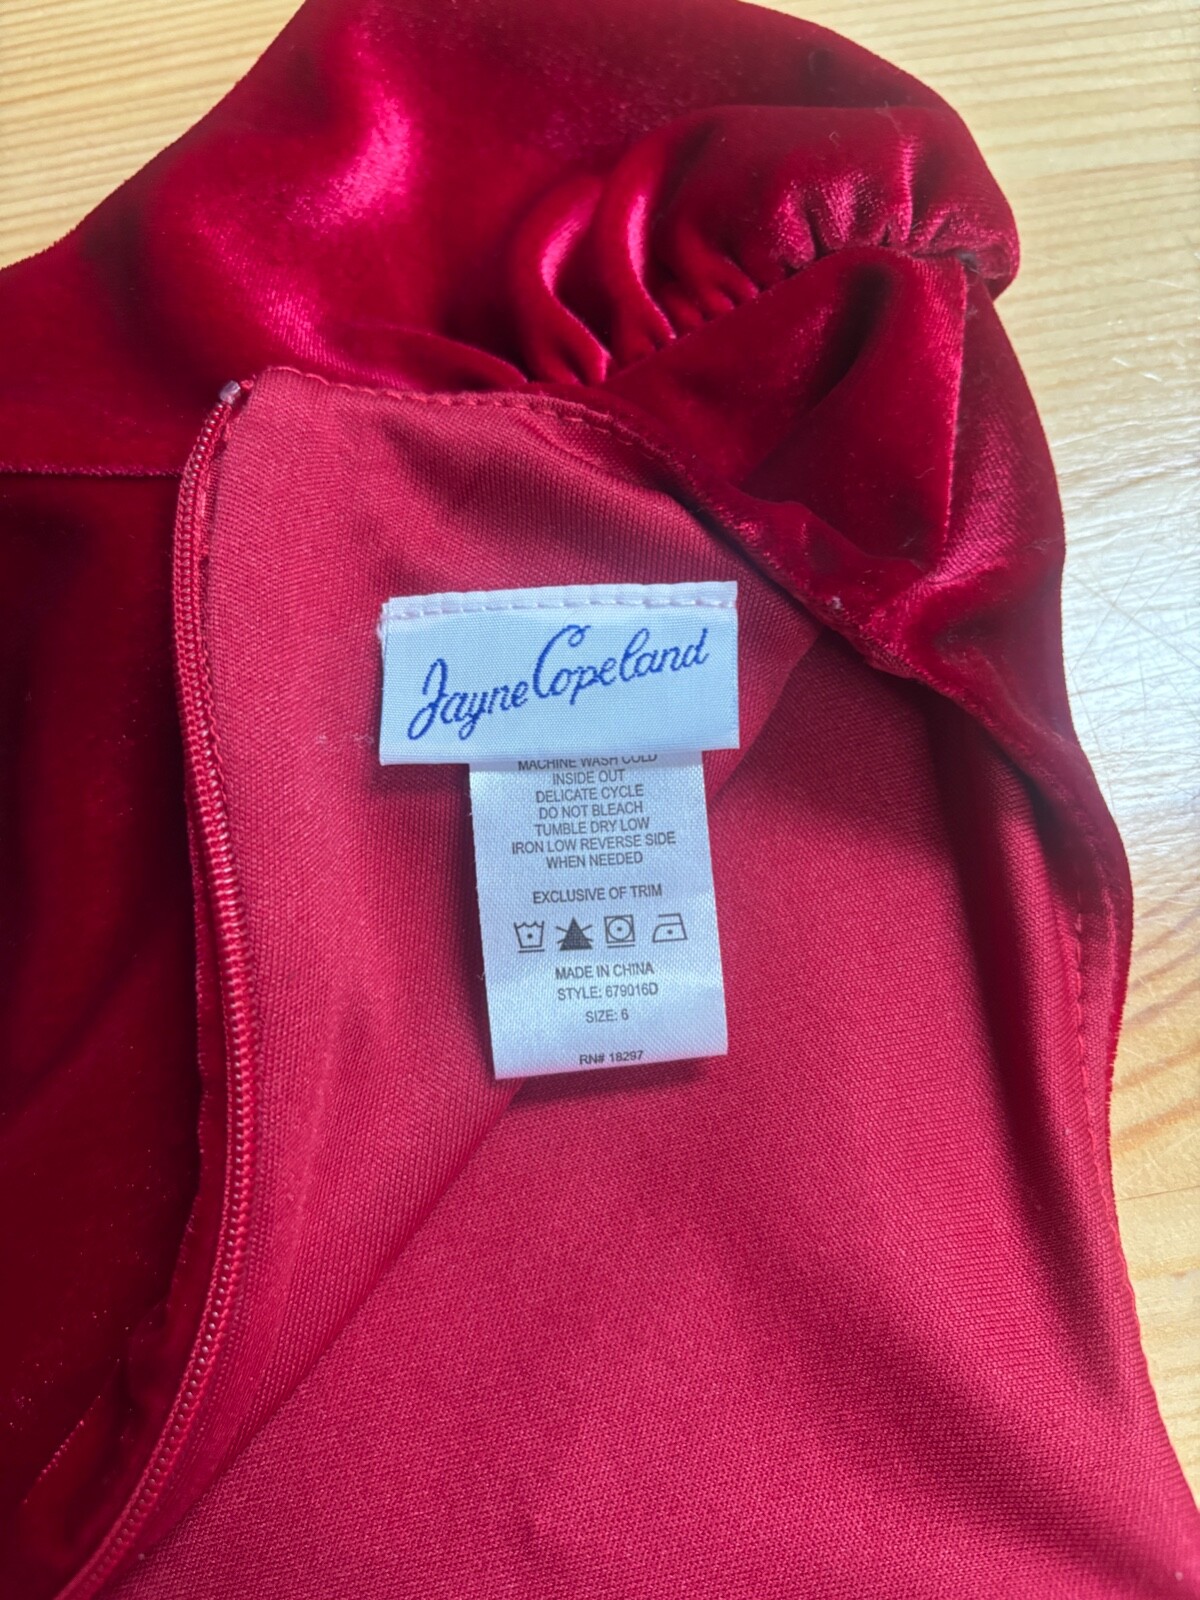 Jayne Copeland
MACHINE WASH COLD
INSIDE OUT
DELICATE CYCLE
DO NOT BLEACH
TUMBLE DRY LOW
IRON LOW REVERSE SIDE
WHEN NEEDED
EXCLUSIVE OF TRIM
MADE IN CHINA
STYLE: 679016D
SIZE: 6
RN# 18297